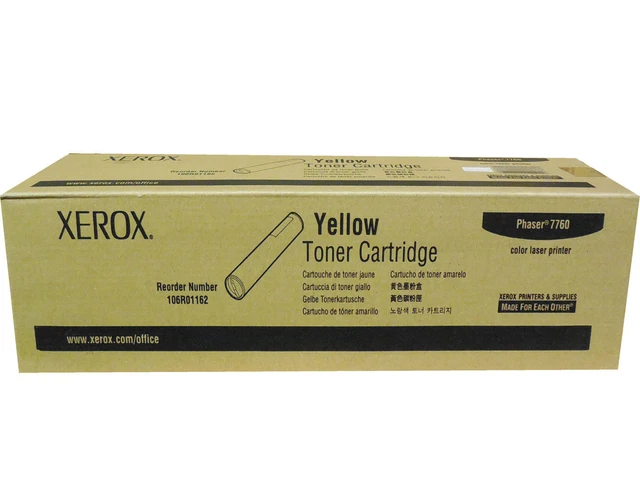 XEROX
Yellow
Toner Cartridge
Reorder Number
106R01162
www.xerox.com/office
Phaser 7760
XEROX.
Yellow
Toner Cartridge
Reorder Number
106R01162
Cartouche de toner jaune
Cartuccia di toner giallo
Gelbe Tonerkartusche
Cartucho de tóner amarillo
Cartucho de toner amarelo
黄色墨粉盒
黃色碳粉匣
노랑색 토너 카트리지
Phaser® 7760
color laser printer
XEROX PRINTERS & SUPPLIES
MADE FOR EACH OTHER®
www.xerox.com/office